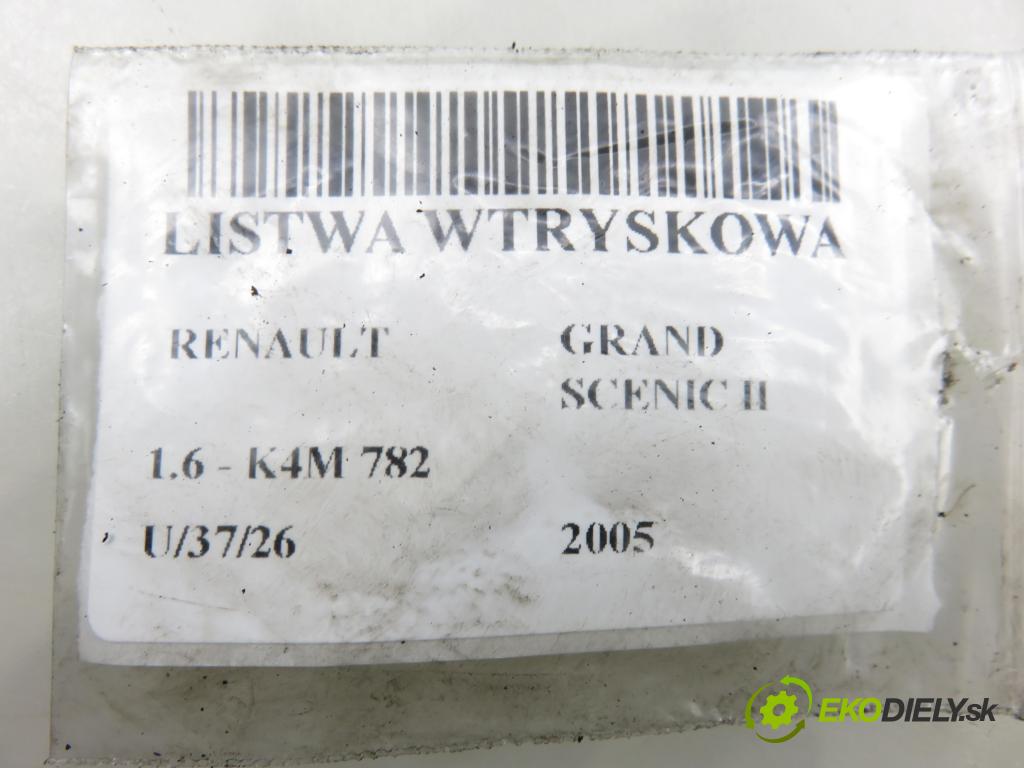 LISTWA WTRYSKOWA
RENAULT GRAND
SCENIC II
1.6 - K4M 782
U/37/26 2005
EKODIELY.sk